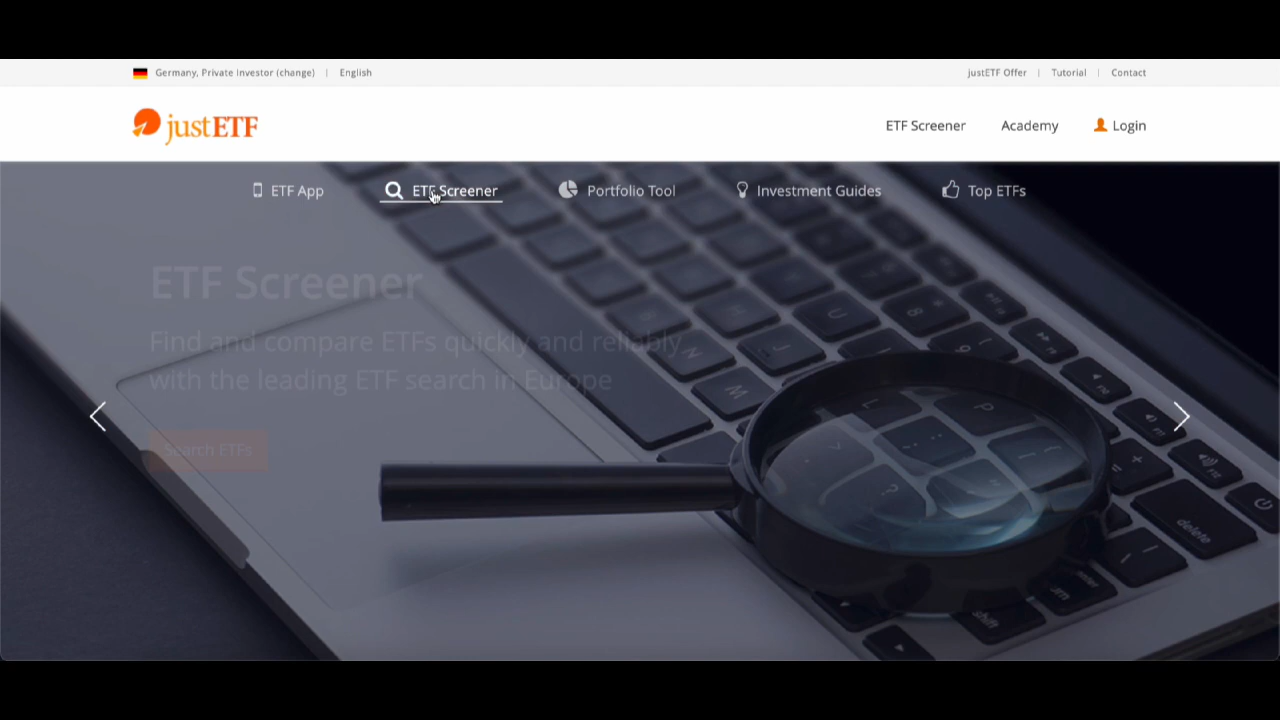 Germany, Private Investor (change) | English
justETF Offer | Tutorial | Contact
justETF
ETF Screener Academy Login
ETF App ETF Screener Portfolio Tool Investment Guides Top ETFs
ETF Screener
Find and compare ETFs quickly and reliably
with the leading ETF search in Europe
Search ETFs
delete
shift